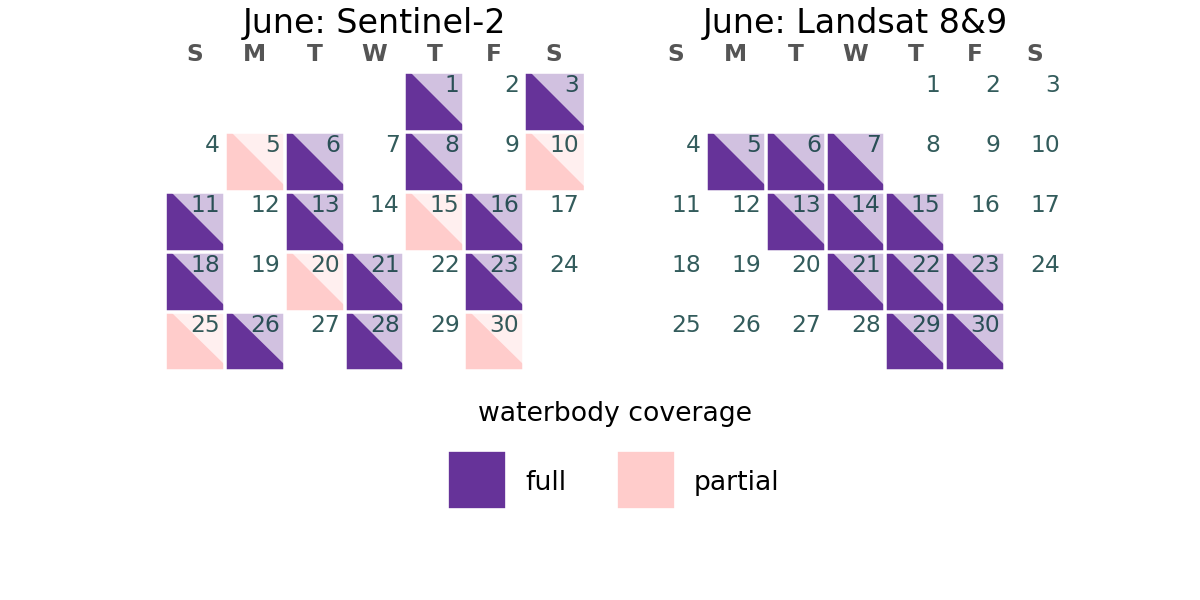 June: Sentinel-2
S M T W T F S
1 2 3
4 5 6 7 8 9 10
11 12 13 14 15 16 17
18 19 20 21 22 23 24
25 26 27 28 29 30
June: Landsat 8&9
S M T W T F S
1 2 3
4 5 6 7 8 9 10
11 12 13 14 15 16 17
18 19 20 21 22 23 24
25 26 27 28 29 30
waterbody coverage
full partial